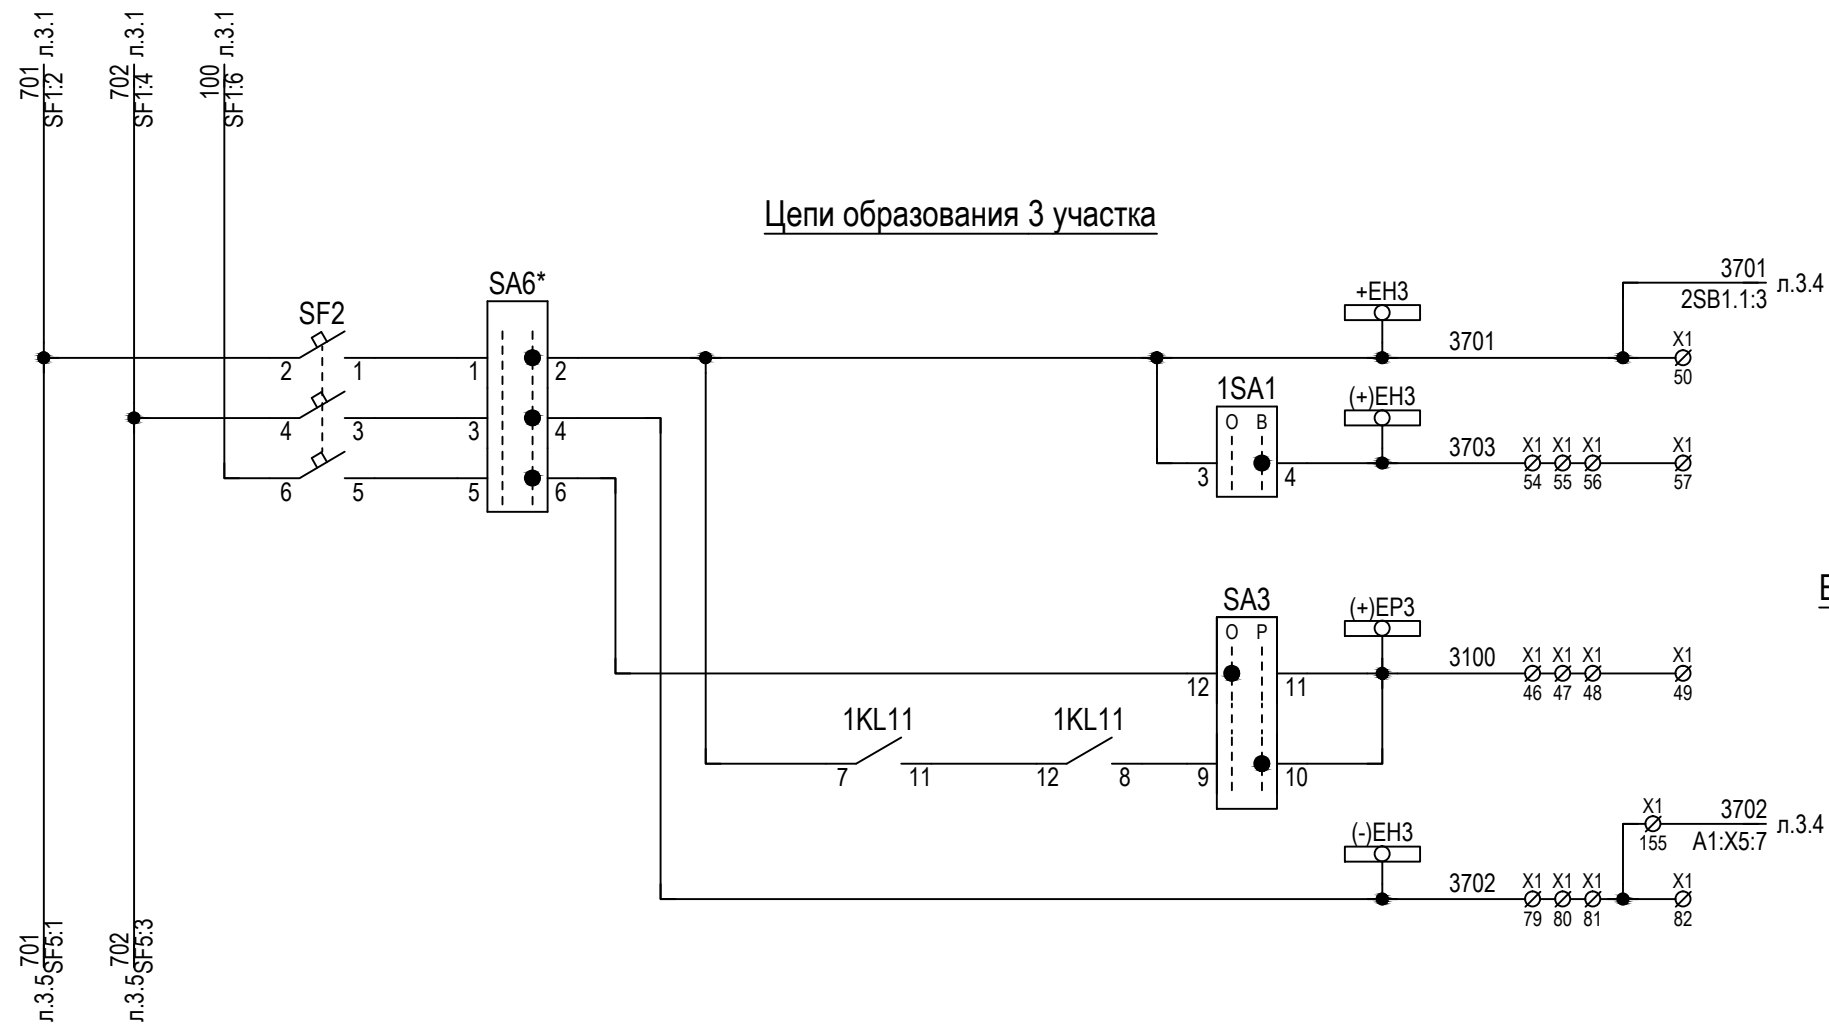 701 л.3.1
SF1:2
702 л.3.1
SF1:4
100 л.3.1
SF1:6
Цепи образования 3 участка
SF2
SA6*
2 1 1 2
4 3 3 4
6 5 5 6
+ЕН3
3701
3701
2SB1.1:3
л.3.4
X1
50
1SA1
О В
3 4
(+)ЕН3
3703
X1 X1 X1 X1
54 55 56 57
SA3
О Р
12 11
(+)ЕР3
3100
X1 X1 X1 X1
46 47 48 49
1KL11 1KL11
7 11 12 8 9 10
(-)ЕН3
3702
X1
155
3702
A1:X5:7
л.3.4
X1 X1 X1 X1
79 80 81 82
л.3.5 701
SF5:1
л.3.5 702
SF5:3